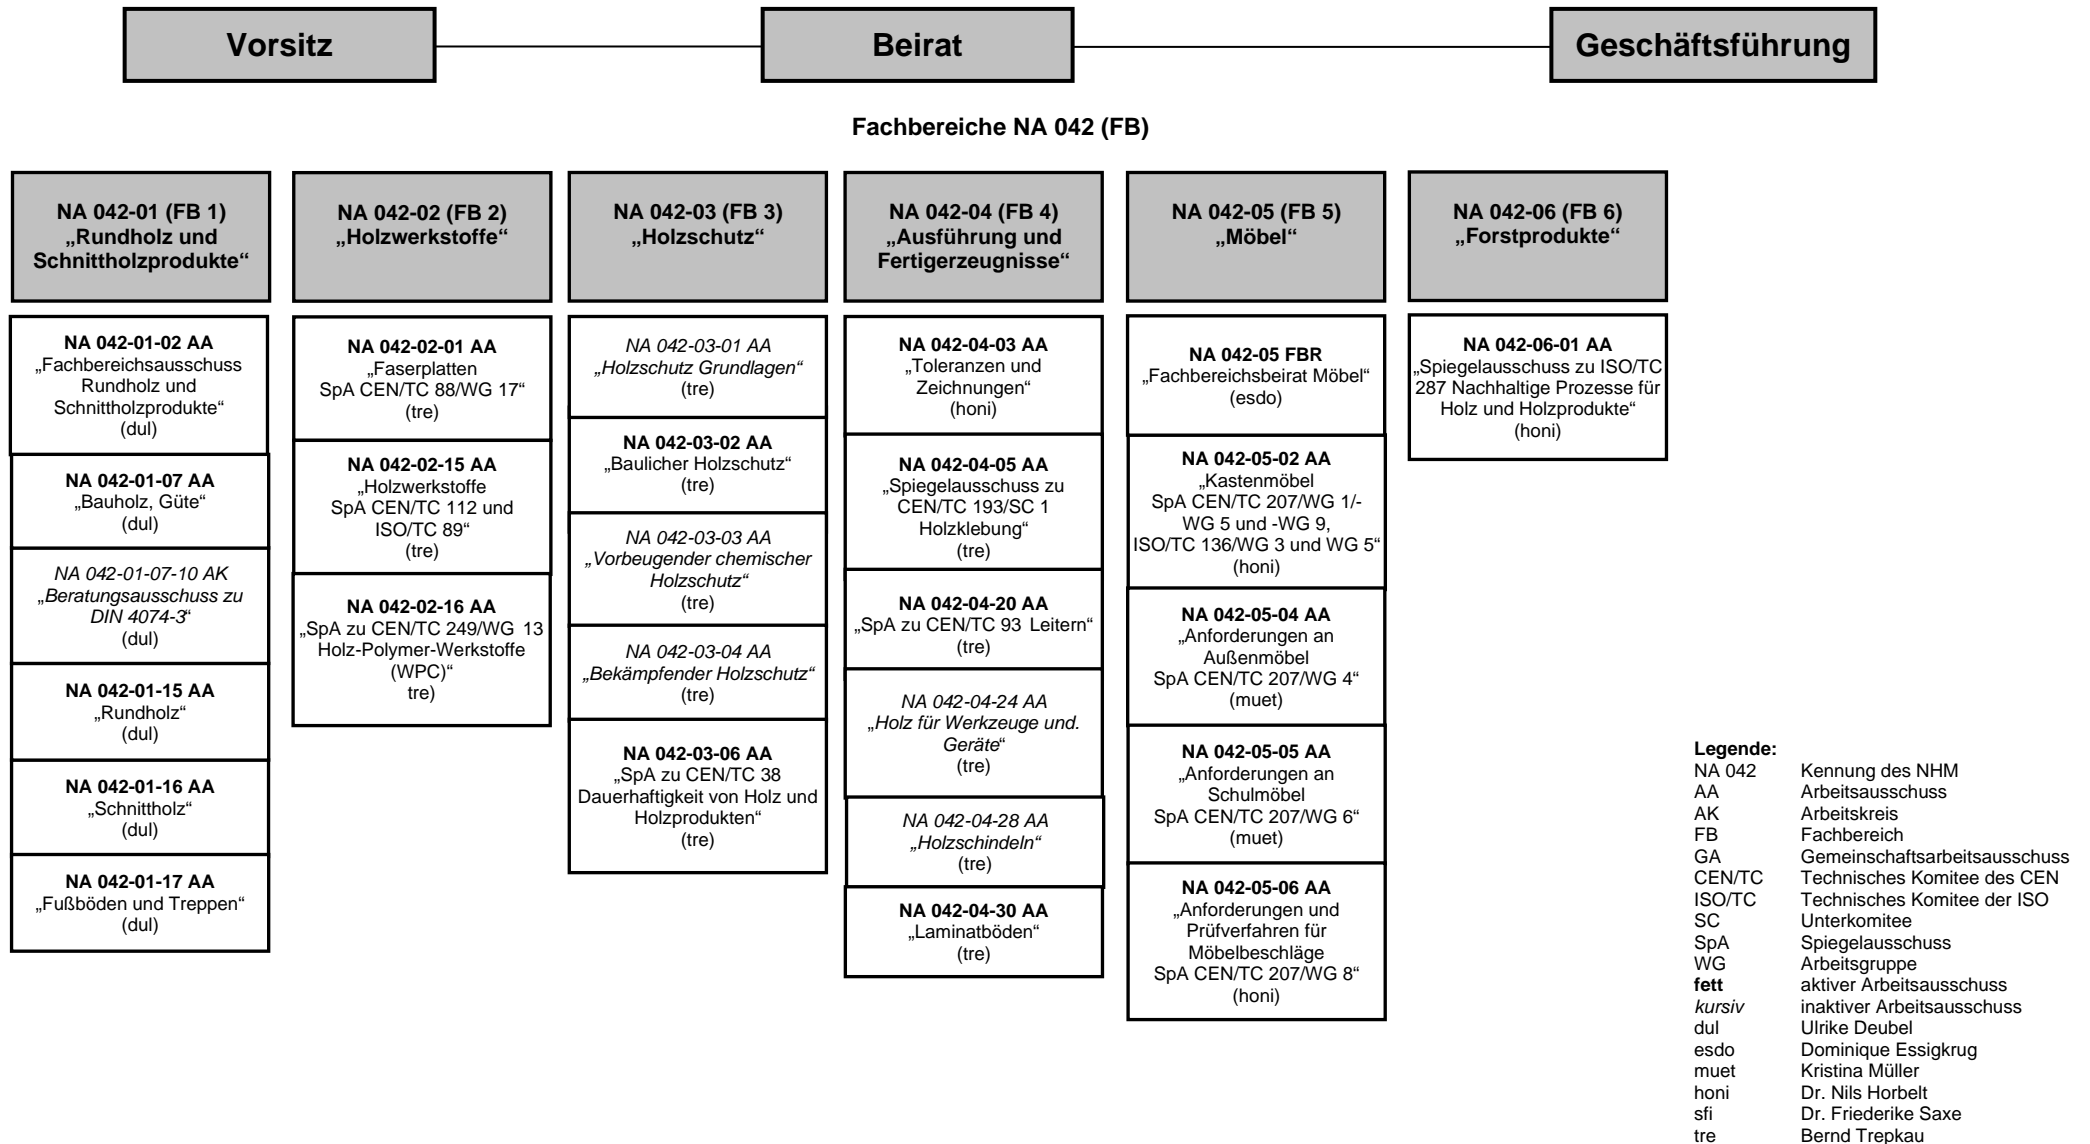 Vorsitz
Beirat
Geschäftsführung
Fachbereiche NA 042 (FB)
NA 042-01 (FB 1)
„Rundholz und
Schnittholzprodukte“
NA 042-01-02 AA
„Fachbereichsausschuss
Rundholz und
Schnittholzprodukte“
(dul)
NA 042-01-07 AA
„Bauholz, Güte“
(dul)
NA 042-01-07-10 AK
„Beratungsausschuss zu
DIN 4074-3“
(dul)
NA 042-01-15 AA
„Rundholz”
(dul)
NA 042-01-16 AA
„Schnittholz”
(dul)
NA 042-01-17 AA
„Fußböden und Treppen“
(dul)
NA 042-02 (FB 2)
„Holzwerkstoffe“
NA 042-02-01 AA
„Faserplatten
SpA CEN/TC 88/WG 17“
(tre)
NA 042-02-15 AA
„Holzwerkstoffe
SpA CEN/TC 112 und
ISO/TC 89“
(tre)
NA 042-02-16 AA
„SpA zu CEN/TC 249/WG 13
Holz-Polymer-Werkstoffe
(WPC)“
tre)
NA 042-03 (FB 3)
„Holzschutz“
NA 042-03-01 AA
„Holzschutz Grundlagen“
(tre)
NA 042-03-02 AA
„Baulicher Holzschutz“
(tre)
NA 042-03-03 AA
„Vorbeugender chemischer
Holzschutz“
(tre)
NA 042-03-04 AA
„Bekämpfender Holzschutz“
(tre)
NA 042-03-06 AA
„SpA zu CEN/TC 38
Dauerhaftigkeit von Holz und
Holzprodukten“
(tre)
NA 042-04 (FB 4)
„Ausführung und
Fertigerzeugnisse“
NA 042-04-03 AA
„Toleranzen und
Zeichnungen“
(honi)
NA 042-04-05 AA
„Spiegelausschuss zu
CEN/TC 193/SC 1
Holzklebung“
(tre)
NA 042-04-20 AA
„SpA zu CEN/TC 93 Leitern“
(tre)
NA 042-04-24 AA
„Holz für Werkzeuge und.
Geräte“
(tre)
NA 042-04-28 AA
„Holzschindeln“
(tre)
NA 042-04-30 AA
„Laminatböden“
(tre)
NA 042-05 (FB 5)
„Möbel“
NA 042-05 FBR
„Fachbereichsbeirat Möbel“
(esdo)
NA 042-05-02 AA
„Kastenmöbel
SpA CEN/TC 207/WG 1/-
WG 5 und -WG 9,
ISO/TC 136/WG 3 und WG 5“
(honi)
NA 042-05-04 AA
„Anforderungen an
Außenmöbel
SpA CEN/TC 207/WG 4“
(muet)
NA 042-05-05 AA
„Anforderungen an
Schulmöbel
SpA CEN/TC 207/WG 6“
(muet)
NA 042-05-06 AA
„Anforderungen und
Prüfverfahren für
Möbelbeschläge
SpA CEN/TC 207/WG 8“
(honi)
NA 042-06 (FB 6)
„Forstprodukte“
NA 042-06-01 AA
„Spiegelausschuss zu ISO/TC
287 Nachhaltige Prozesse für
Holz und Holzprodukte“
(honi)
Legende:
NA 042 Kennung des NHM
AA Arbeitsausschuss
AK Arbeitskreis
FB Fachbereich
GA Gemeinschaftsarbeitsausschuss
CEN/TC Technisches Komitee des CEN
ISO/TC Technisches Komitee der ISO
SC Unterkomitee
SpA Spiegelausschuss
WG Arbeitsgruppe
fett aktiver Arbeitsausschuss
kursiv inaktiver Arbeitsausschuss
dul Ulrike Deubel
esdo Dominique Essigkrug
muet Kristina Müller
honi Dr. Nils Horbelt
sfi Dr. Friederike Saxe
tre Bernd Trepkau